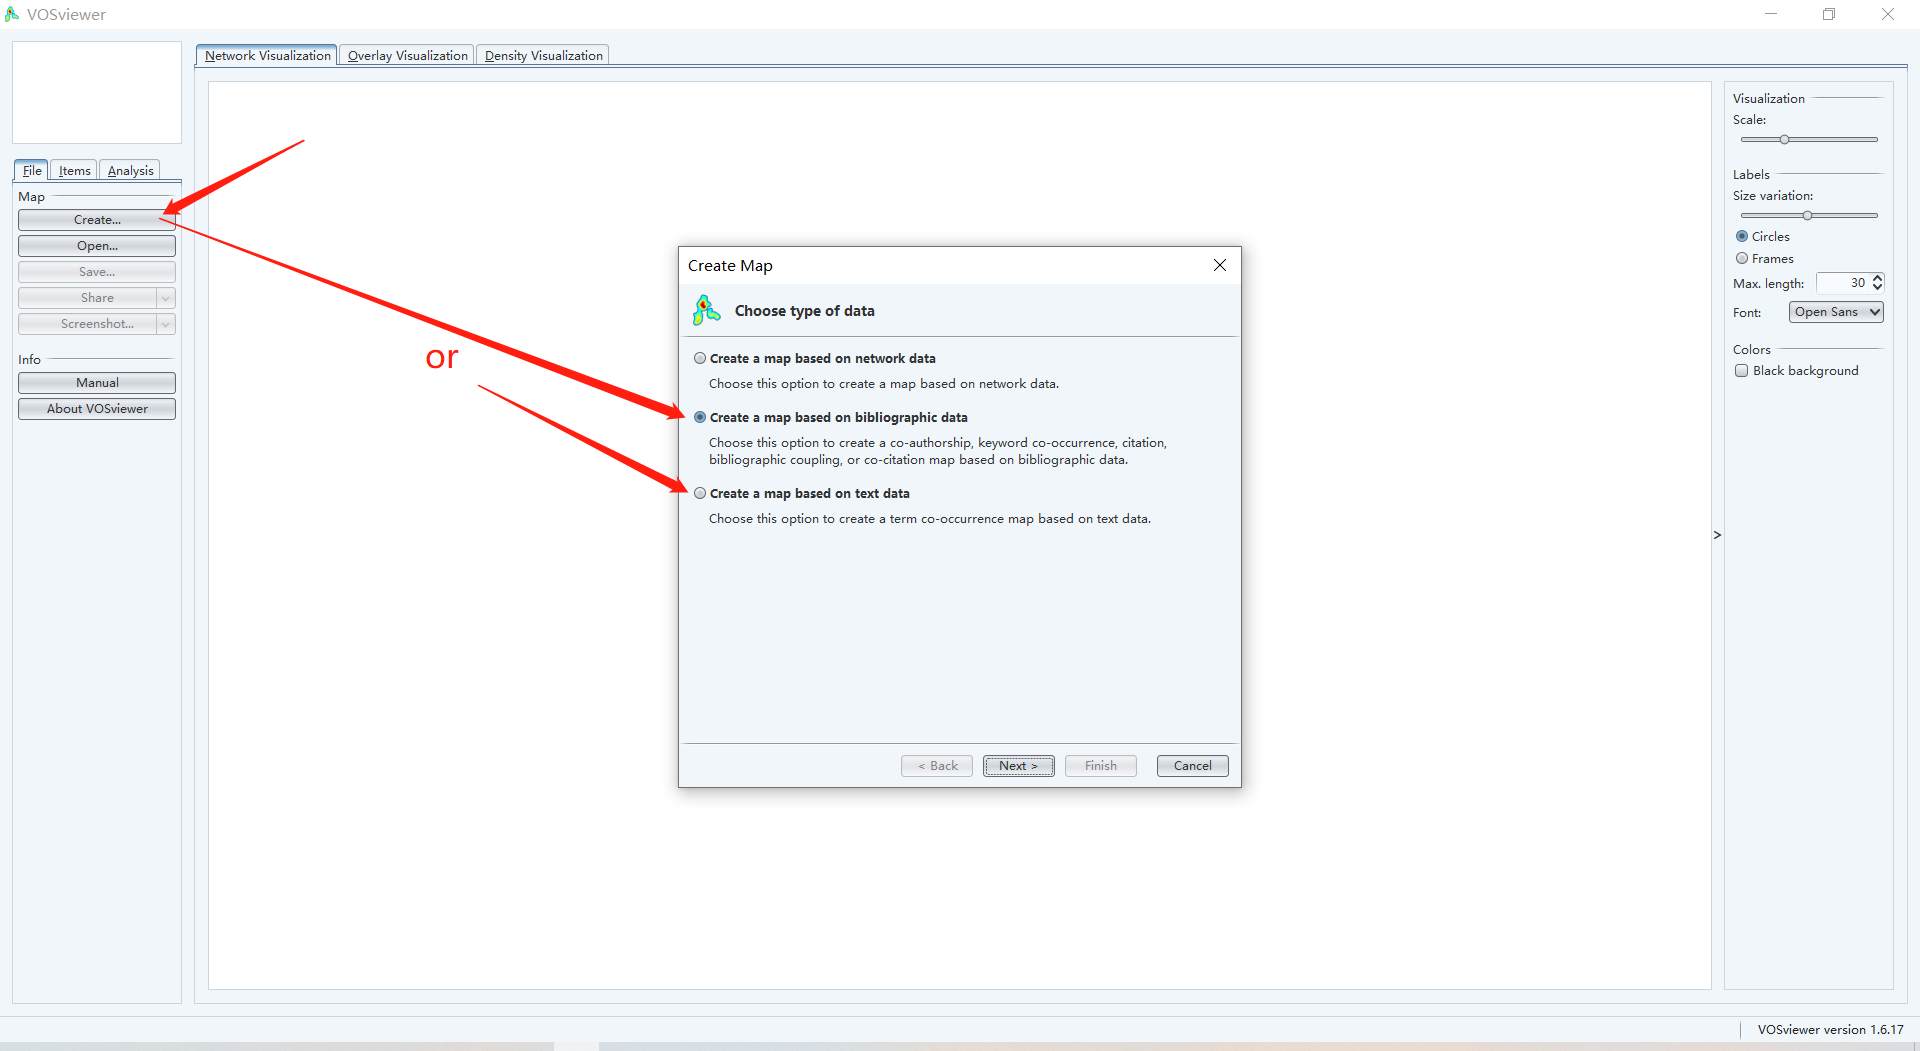 VOSviewer
Network Visualization
Overlay Visualization
Density Visualization
File
Items
Analysis
Map
Create...
Open...
Save...
Share
Screenshot...
Info
Manual
About VOSviewer
or
Create Map
Choose type of data
Create a map based on network data
Choose this option to create a map based on network data.
Create a map based on bibliographic data
Choose this option to create a co-authorship, keyword co-occurrence, citation,
bibliographic coupling, or co-citation map based on bibliographic data.
Create a map based on text data
Choose this option to create a term co-occurrence map based on text data.
< Back
Next >
Finish
Cancel
>
Visualization
Scale:
Labels
Size variation:
Circles
Frames
Max. length: 30
Font: Open Sans
Colors
Black background
VOSviewer version 1.6.17